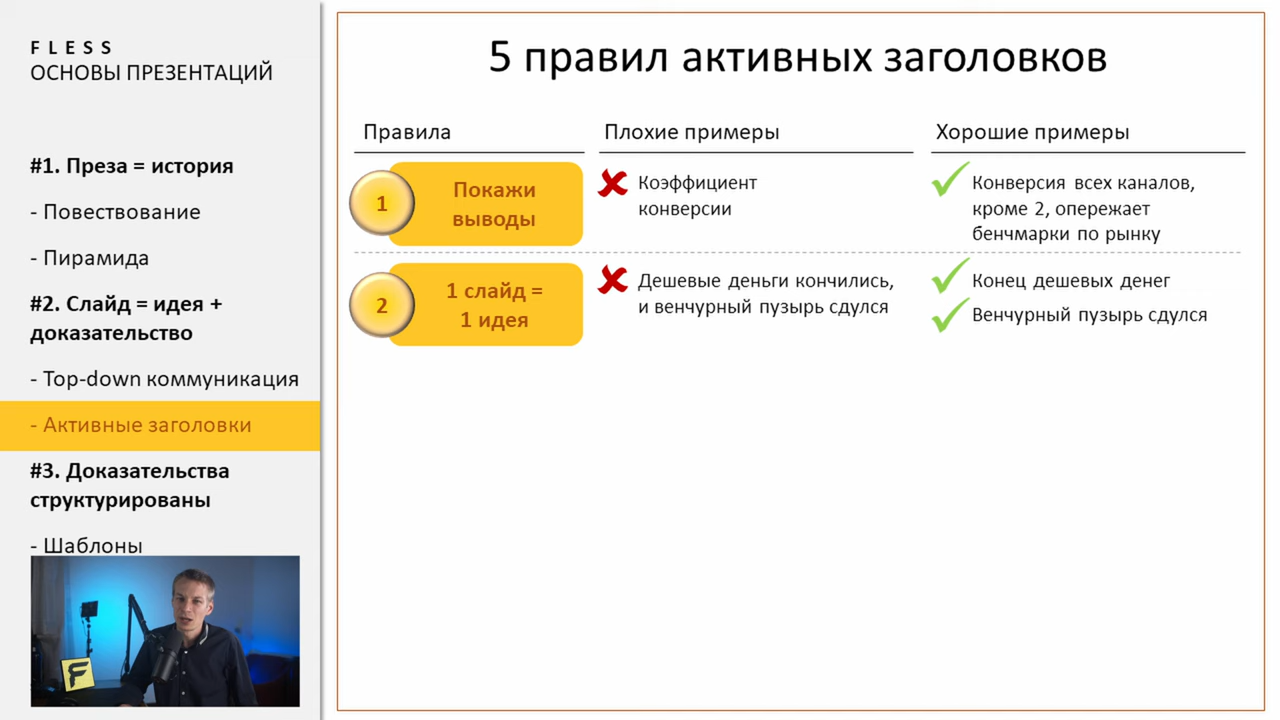 FLESS
ОСНОВЫ ПРЕЗЕНТАЦИЙ
#1. Преза = история
- Повествование
- Пирамида
#2. Слайд = идея +
доказательство
- Top-down коммуникация
- Активные заголовки
#3. Доказательства
структурированы
- Шаблоны
F
5 правил активных заголовков
Правила
Плохие примеры
Хорошие примеры
1
Покажи
выводы
Коэффициент
конверсии
Конверсия всех каналов,
кроме 2, опережает
бенчмарки по рынку
2
1 слайд =
1 идея
Дешевые деньги кончились,
и венчурный пузырь сдулся
Конец дешевых денег
Венчурный пузырь сдулся